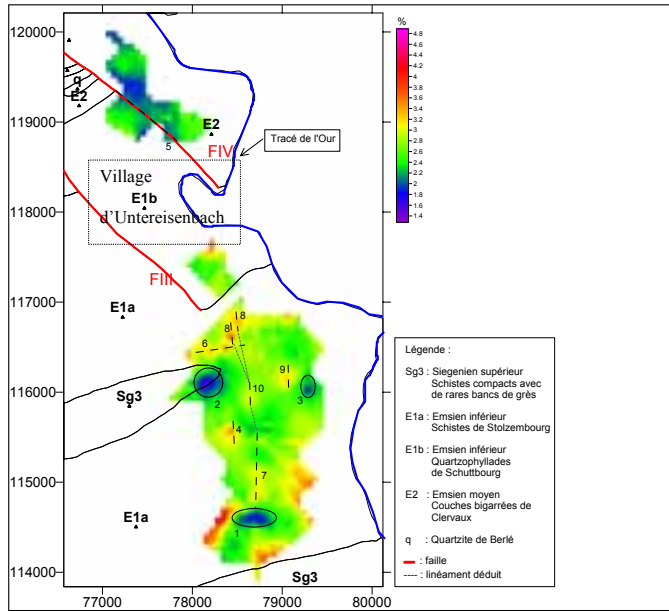 120000
119000
118000
117000
116000
115000
114000
77000
78000
79000
80000
q
E2
E2
5
FIV
Tracé de l'Our
Village
E1b
d'Untereisenbach
FIII
E1a
8
8
6
9
10
2
3
Sg3
4
7
E1a
1
Sg3
%
4.8
4.6
4.4
4.2
4.0
3.8
3.6
3.4
3.2
3.0
2.8
2.6
2.4
2.2
2.0
1.8
1.6
1.4
Légende :
Sg3 : Siegenien supérieur
Schistes compacts avec
de rares bancs de grès
E1a : Emsien inférieur
Schistes de Stolzembourg
E1b : Emsien inférieur
Quartzophyllades
de Schuttbourg
E2 : Emsien moyen
Couches bigarrées de
Clervaux
q : Quartzite de Berlé
: faille
: linéament déduit